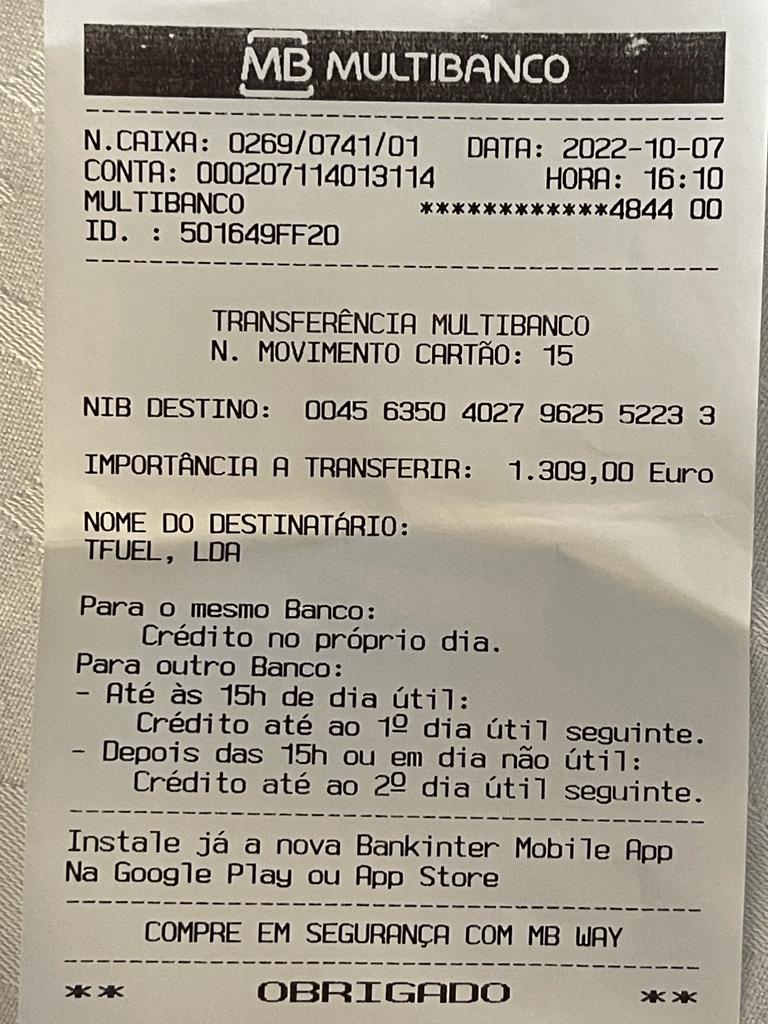 MB MULTIBANCO
N.CAIXA: 0269/0741/01 DATA: 2022-10-07
CONTA: 000207114013114 HORA: 16:10
MULTIBANCO ************4844 00
ID. : 501649FF20
TRANSFERÊNCIA MULTIBANCO
N. MOVIMENTO CARTÃO: 15
NIB DESTINO: 0045 6350 4027 9625 5223 3
IMPORTÂNCIA A TRANSFERIR: 1.309,00 Euro
NOME DO DESTINATÁRIO:
TFUEL, LDA
Para o mesmo Banco:
Crédito no próprio dia.
Para outro Banco:
- Até às 15h de dia útil:
Crédito até ao 1º dia útil seguinte.
- Depois das 15h ou em dia não útil:
Crédito até ao 2º dia útil seguinte.
Instale já a nova Bankinter Mobile App
Na Google Play ou App Store
COMPRE EM SEGURANÇA COM MB WAY
** OBRIGADO **